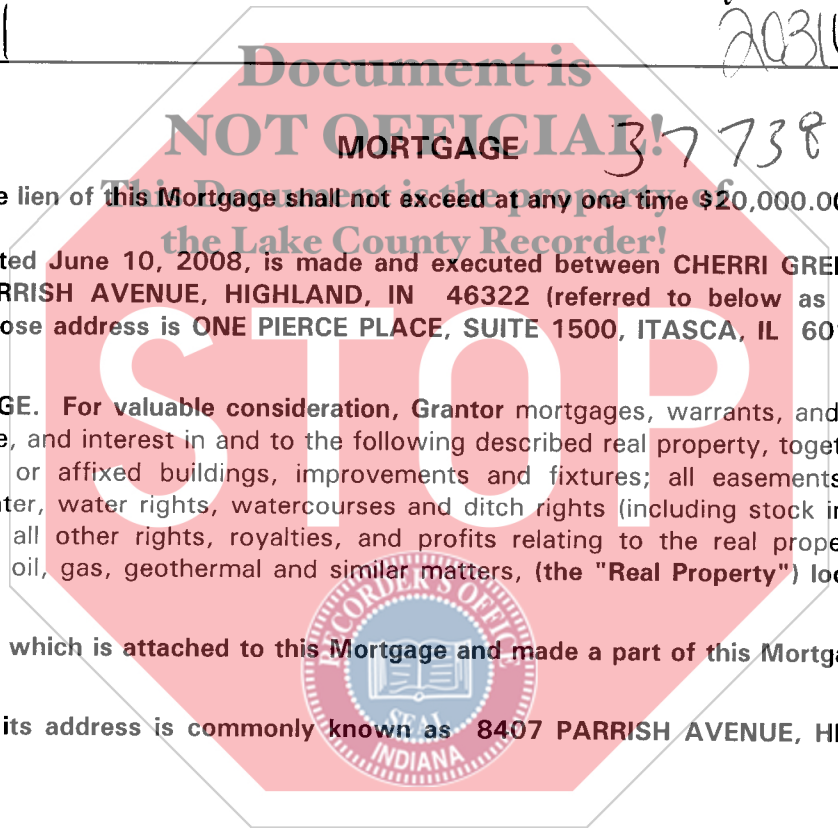 2031
Document is
NOT OFFICIAL!
MORTGAGE 37738
This Document is the property of
e lien of this Mortgage shall not exceed at any one time $20,000.00
the Lake County Recorder!
ted June 10, 2008, is made and executed between CHERRI GREE
RRISH AVENUE, HIGHLAND, IN 46322 (referred to below as
ose address is ONE PIERCE PLACE, SUITE 1500, ITASCA, IL 601
STOP
GE. For valuable consideration, Grantor mortgages, warrants, and
e, and interest in and to the following described real property, toget
or affixed buildings, improvements and fixtures; all easements
ter, water rights, watercourses and ditch rights (including stock in
all other rights, royalties, and profits relating to the real prope
oil, gas, geothermal and similar matters, (the "Real Property") loc
RECORDER'S OFFICE
which is attached to this Mortgage and made a part of this Mortga
SEAL
its address is commonly known as 8407 PARRISH AVENUE, HI
INDIANA